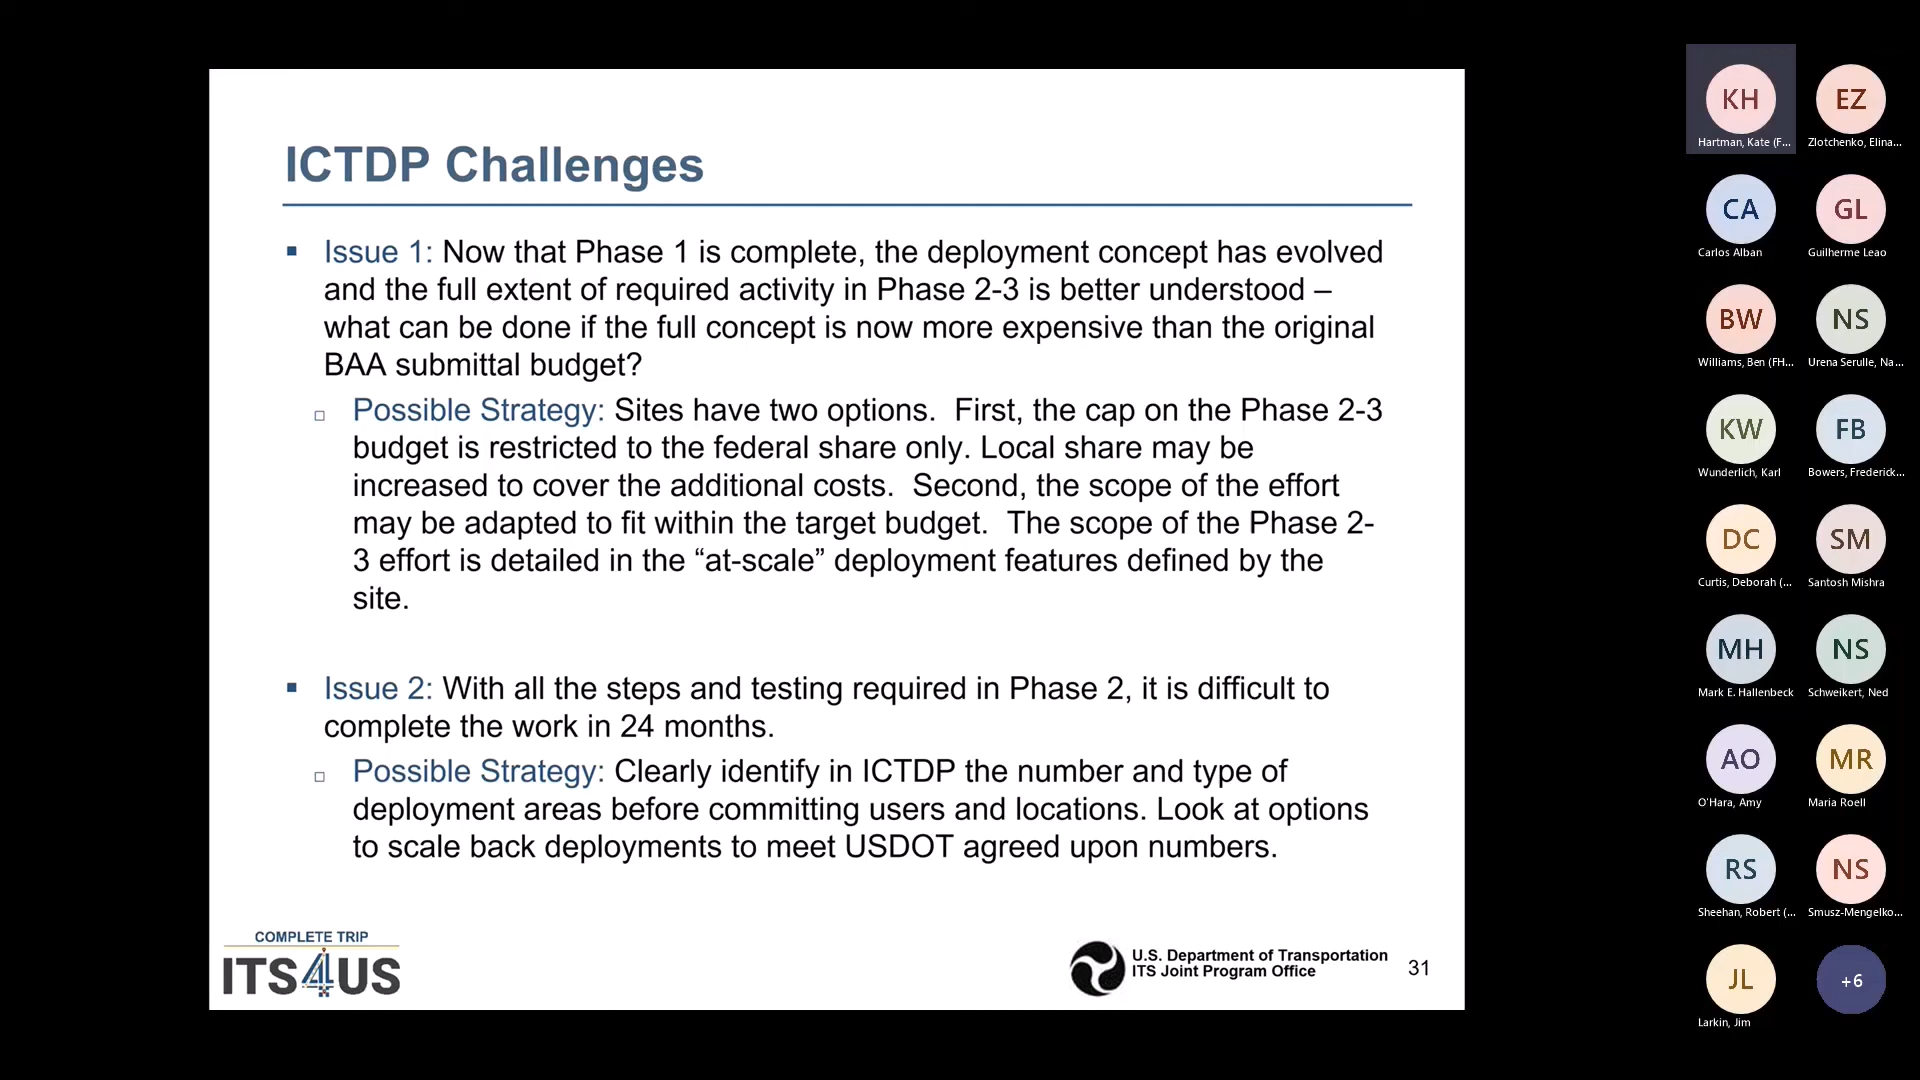 ICTDP Challenges
▪ Issue 1: Now that Phase 1 is complete, the deployment concept has evolved
and the full extent of required activity in Phase 2-3 is better understood –
what can be done if the full concept is now more expensive than the original
BAA submittal budget?
□ Possible Strategy: Sites have two options.  First, the cap on the Phase 2-3
budget is restricted to the federal share only. Local share may be
increased to cover the additional costs.  Second, the scope of the effort
may be adapted to fit within the target budget.  The scope of the Phase 2-
3 effort is detailed in the “at-scale” deployment features defined by the
site.
▪ Issue 2: With all the steps and testing required in Phase 2, it is difficult to
complete the work in 24 months.
□ Possible Strategy: Clearly identify in ICTDP the number and type of
deployment areas before committing users and locations. Look at options
to scale back deployments to meet USDOT agreed upon numbers.
COMPLETE TRIP
ITS4US
U.S. Department of Transportation
ITS Joint Program Office
31
KH
Hartman, Kate (F...
EZ
Zlotchenko, Elina...
CA
Carlos Alban
GL
Guilherme Leao
BW
Williams, Ben (FH...
NS
Urena Serulle, Na...
KW
Wunderlich, Karl
FB
Bowers, Frederick...
DC
Curtis, Deborah (...
SM
Santosh Mishra
MH
Mark E. Hallenbeck
NS
Schweikert, Ned
AO
O'Hara, Amy
MR
Maria Roell
RS
Sheehan, Robert (...
NS
Smusz-Mengelko...
JL
Larkin, Jim
+6